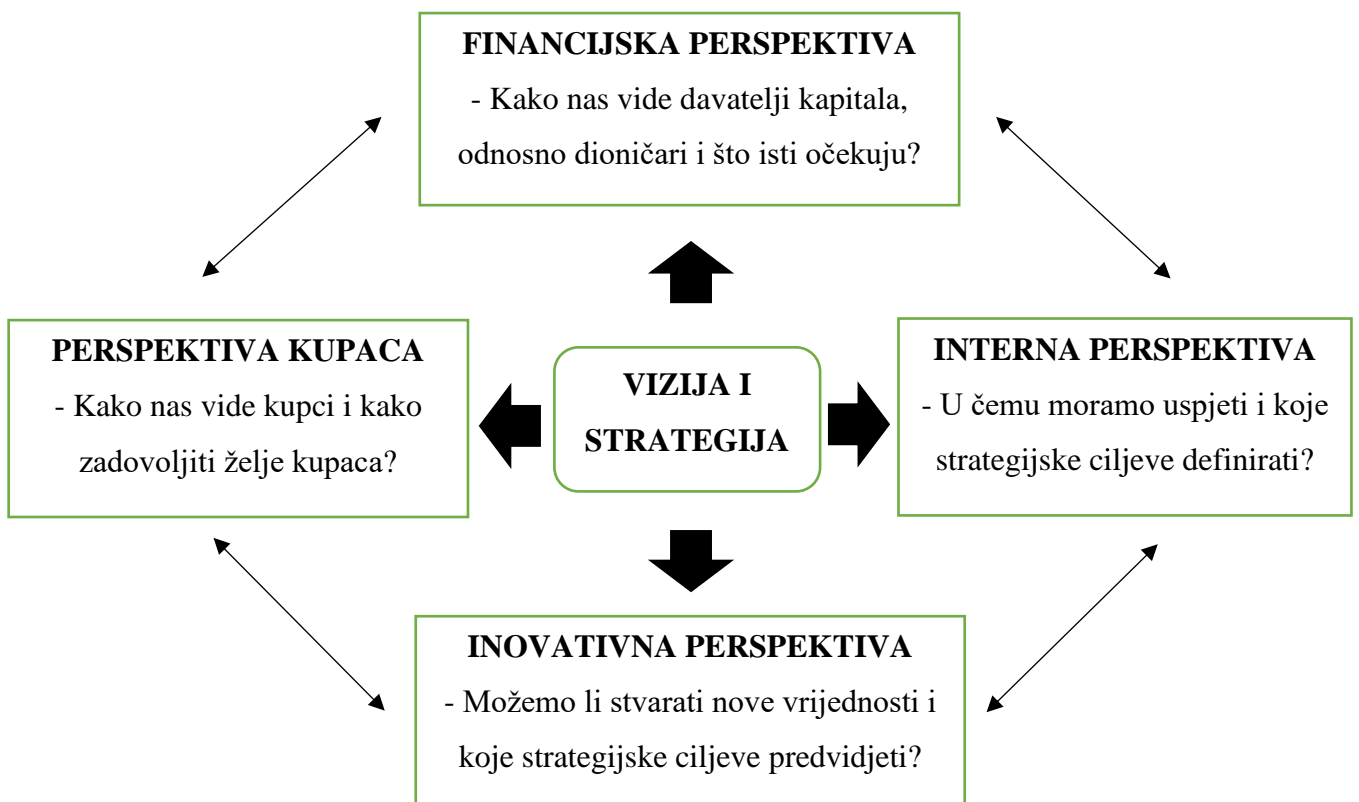 FINANCIJSKA PERSPEKTIVA
- Kako nas vide davatelji kapitala,
odnosno dioničari i što isti očekuju?
PERSPEKTIVA KUPACA
- Kako nas vide kupci i kako
zadovoljiti želje kupaca?
VIZIJA I
STRATEGIJA
INTERNA PERSPEKTIVA
- U čemu moramo uspjeti i koje
strategijske ciljeve definirati?
INOVATIVNA PERSPEKTIVA
- Možemo li stvarati nove vrijednosti i
koje strategijske ciljeve predvidjeti?